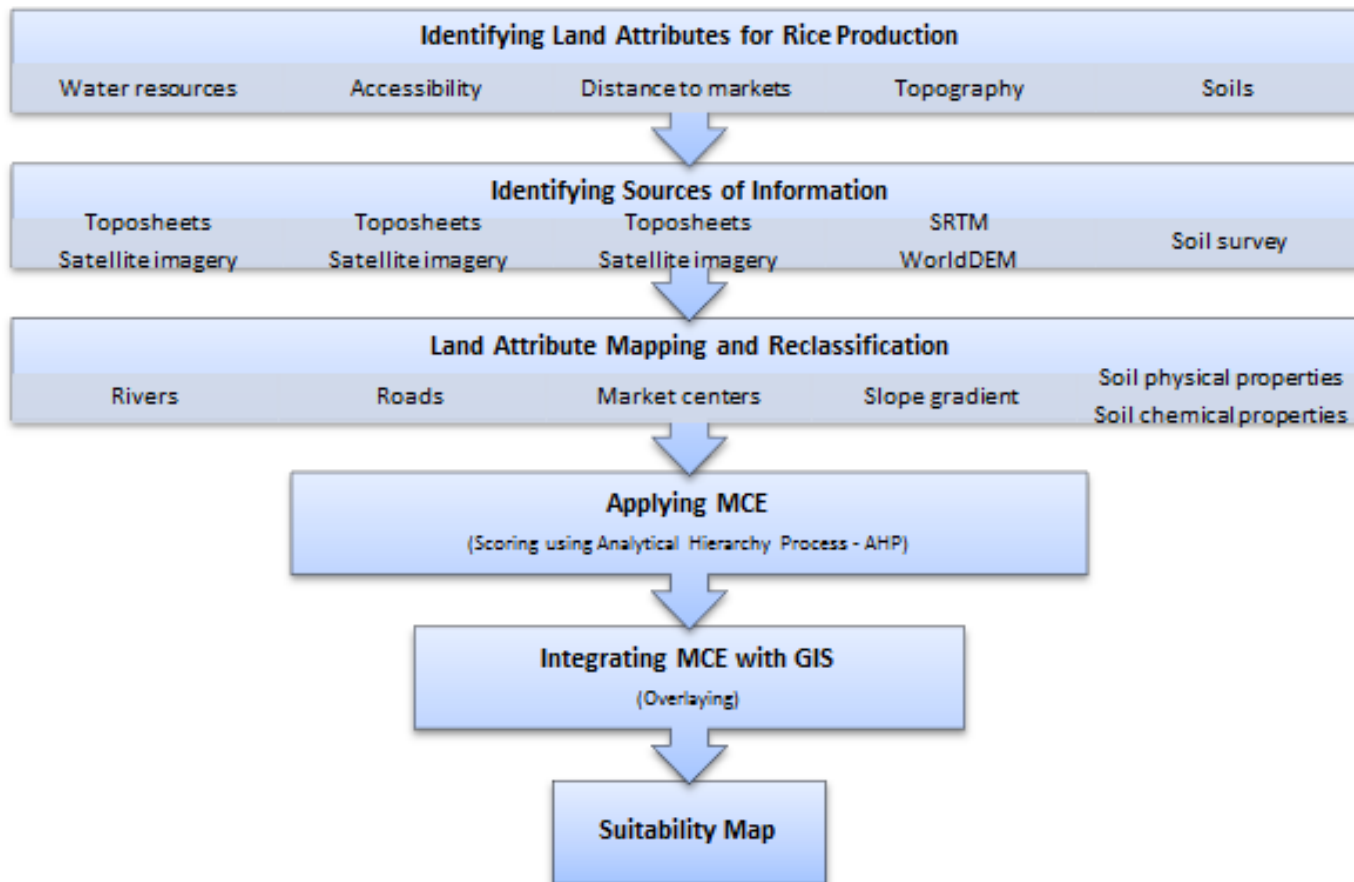 Identifying Land Attributes for Rice Production
Water resources Accessibility Distance to markets Topography Soils
Identifying Sources of Information
Toposheets Toposheets Toposheets SRTM
Satellite imagery Satellite imagery Satellite imagery WorldDEM Soil survey
Land Attribute Mapping and Reclassification
Rivers Roads Market centers Slope gradient Soil physical properties
Soil chemical properties
Applying MCE
(Scoring using Analytical Hierarchy Process - AHP)
Integrating MCE with GIS
(Overlaying)
Suitability Map